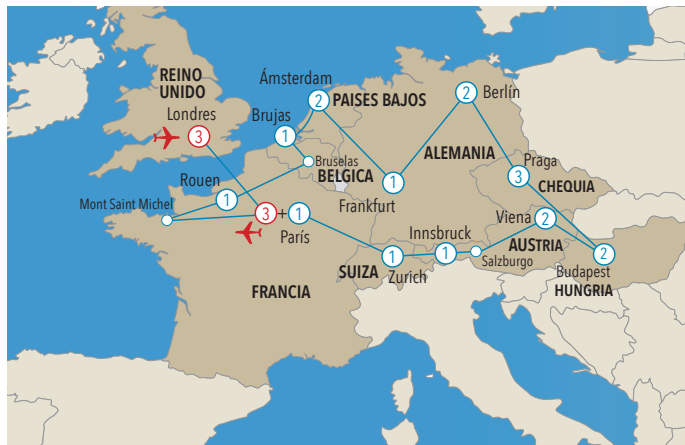 REINO
UNIDO
Londres
3
Ámsterdam
2
PAISES BAJOS
Berlín
2
Brujas
1
Bruselas
BELGICA
ALEMANIA
Praga
3
CHEQUIA
Rouen
1
Mont Saint Michel
Frankfurt
1
3+1
París
Viena
2
Innsbruck
1
AUSTRIA
Salzburgo
2
Budapest
HUNGRIA
SUIZA
1
Zurich
FRANCIA